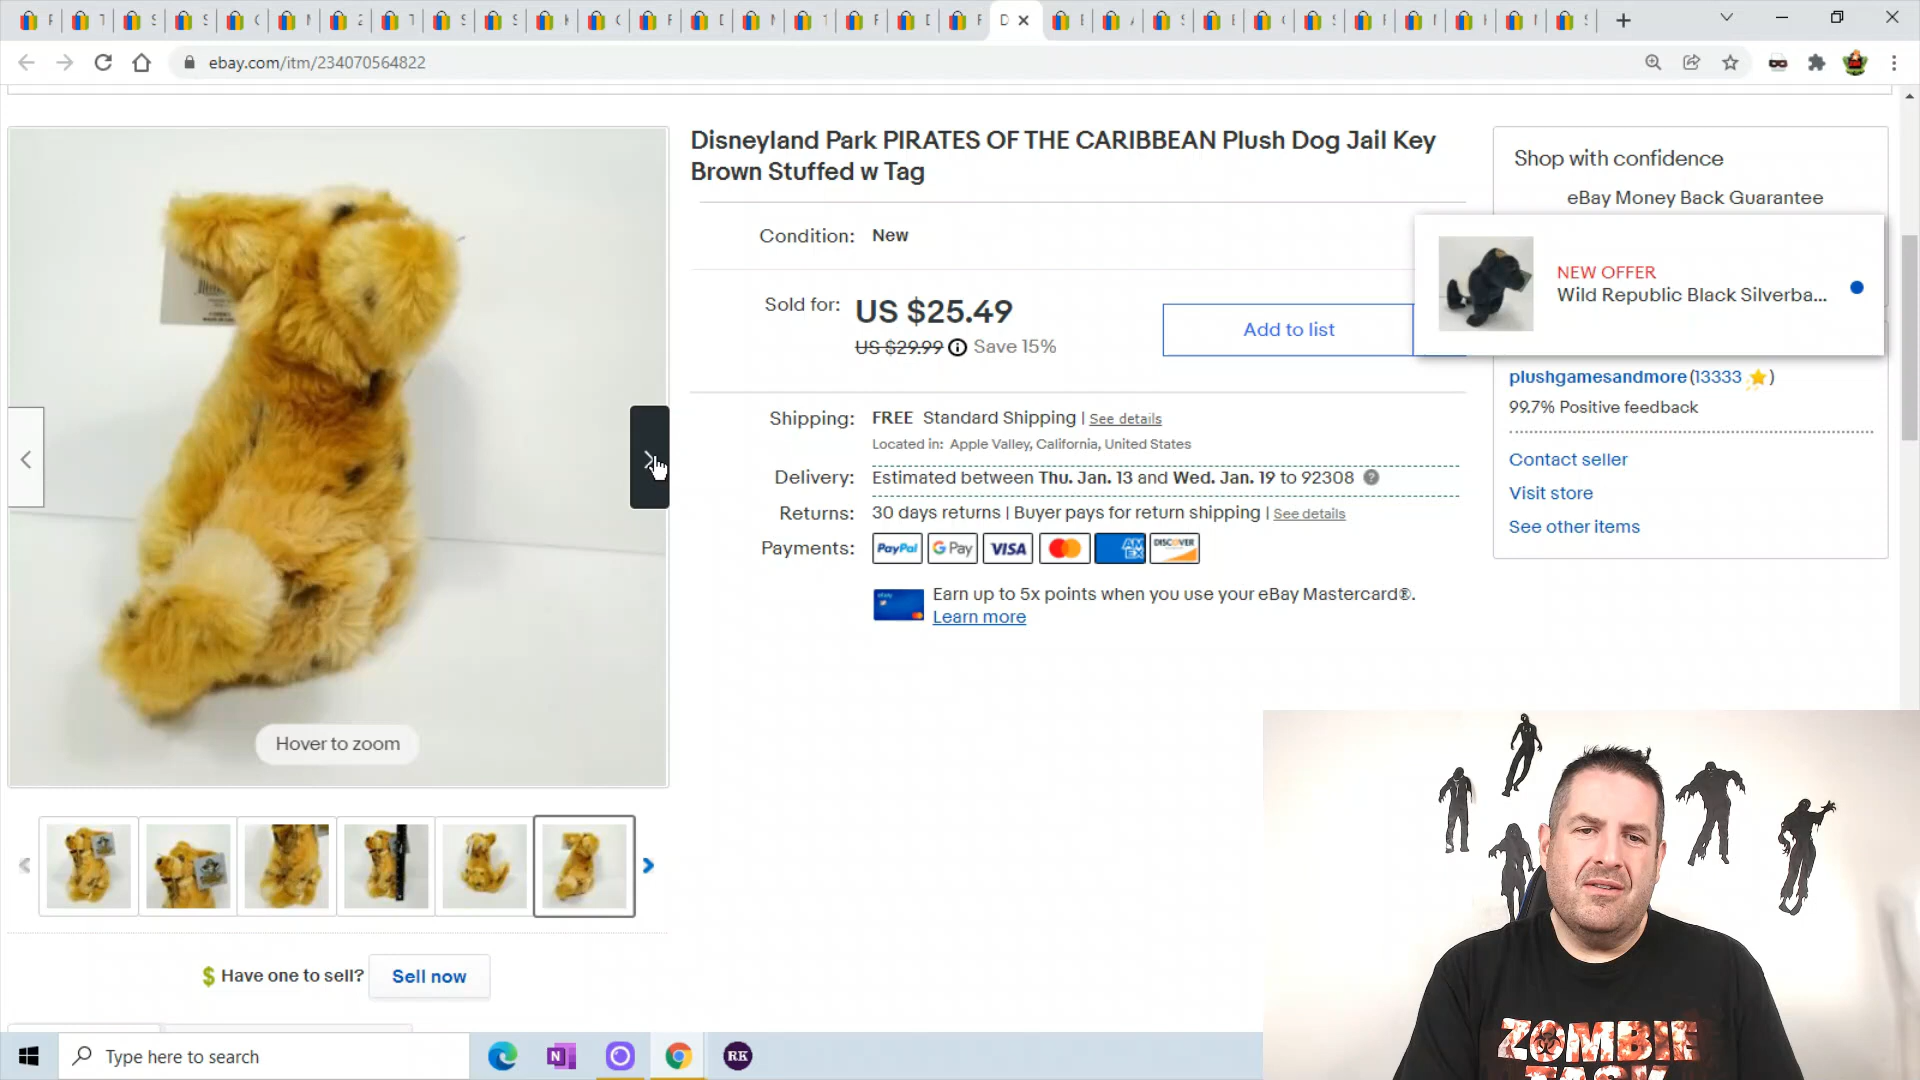 ebay.com/itm/234070564822
Disneyland Park PIRATES OF THE CARIBBEAN Plush Dog Jail Key
Brown Stuffed w Tag
Condition: New
Sold for: US $25.49
US $29.99 Save 15%
Add to list
Shipping: FREE Standard Shipping | See details
Located in: Apple Valley, California, United States
Delivery: Estimated between Thu. Jan. 13 and Wed. Jan. 19 to 92308
Returns: 30 days returns | Buyer pays for return shipping | See details
Payments: PayPal G Pay VISA AMEX DISCOVER
Earn up to 5x points when you use your eBay Mastercard®.
Learn more
Shop with confidence
eBay Money Back Guarantee
NEW OFFER
Wild Republic Black Silverba...
plushgamesandmore (13333)
99.7% Positive feedback
Contact seller
Visit store
See other items
Hover to zoom
$ Have one to sell? Sell now
Type here to search
N
RK
ZOMBIE